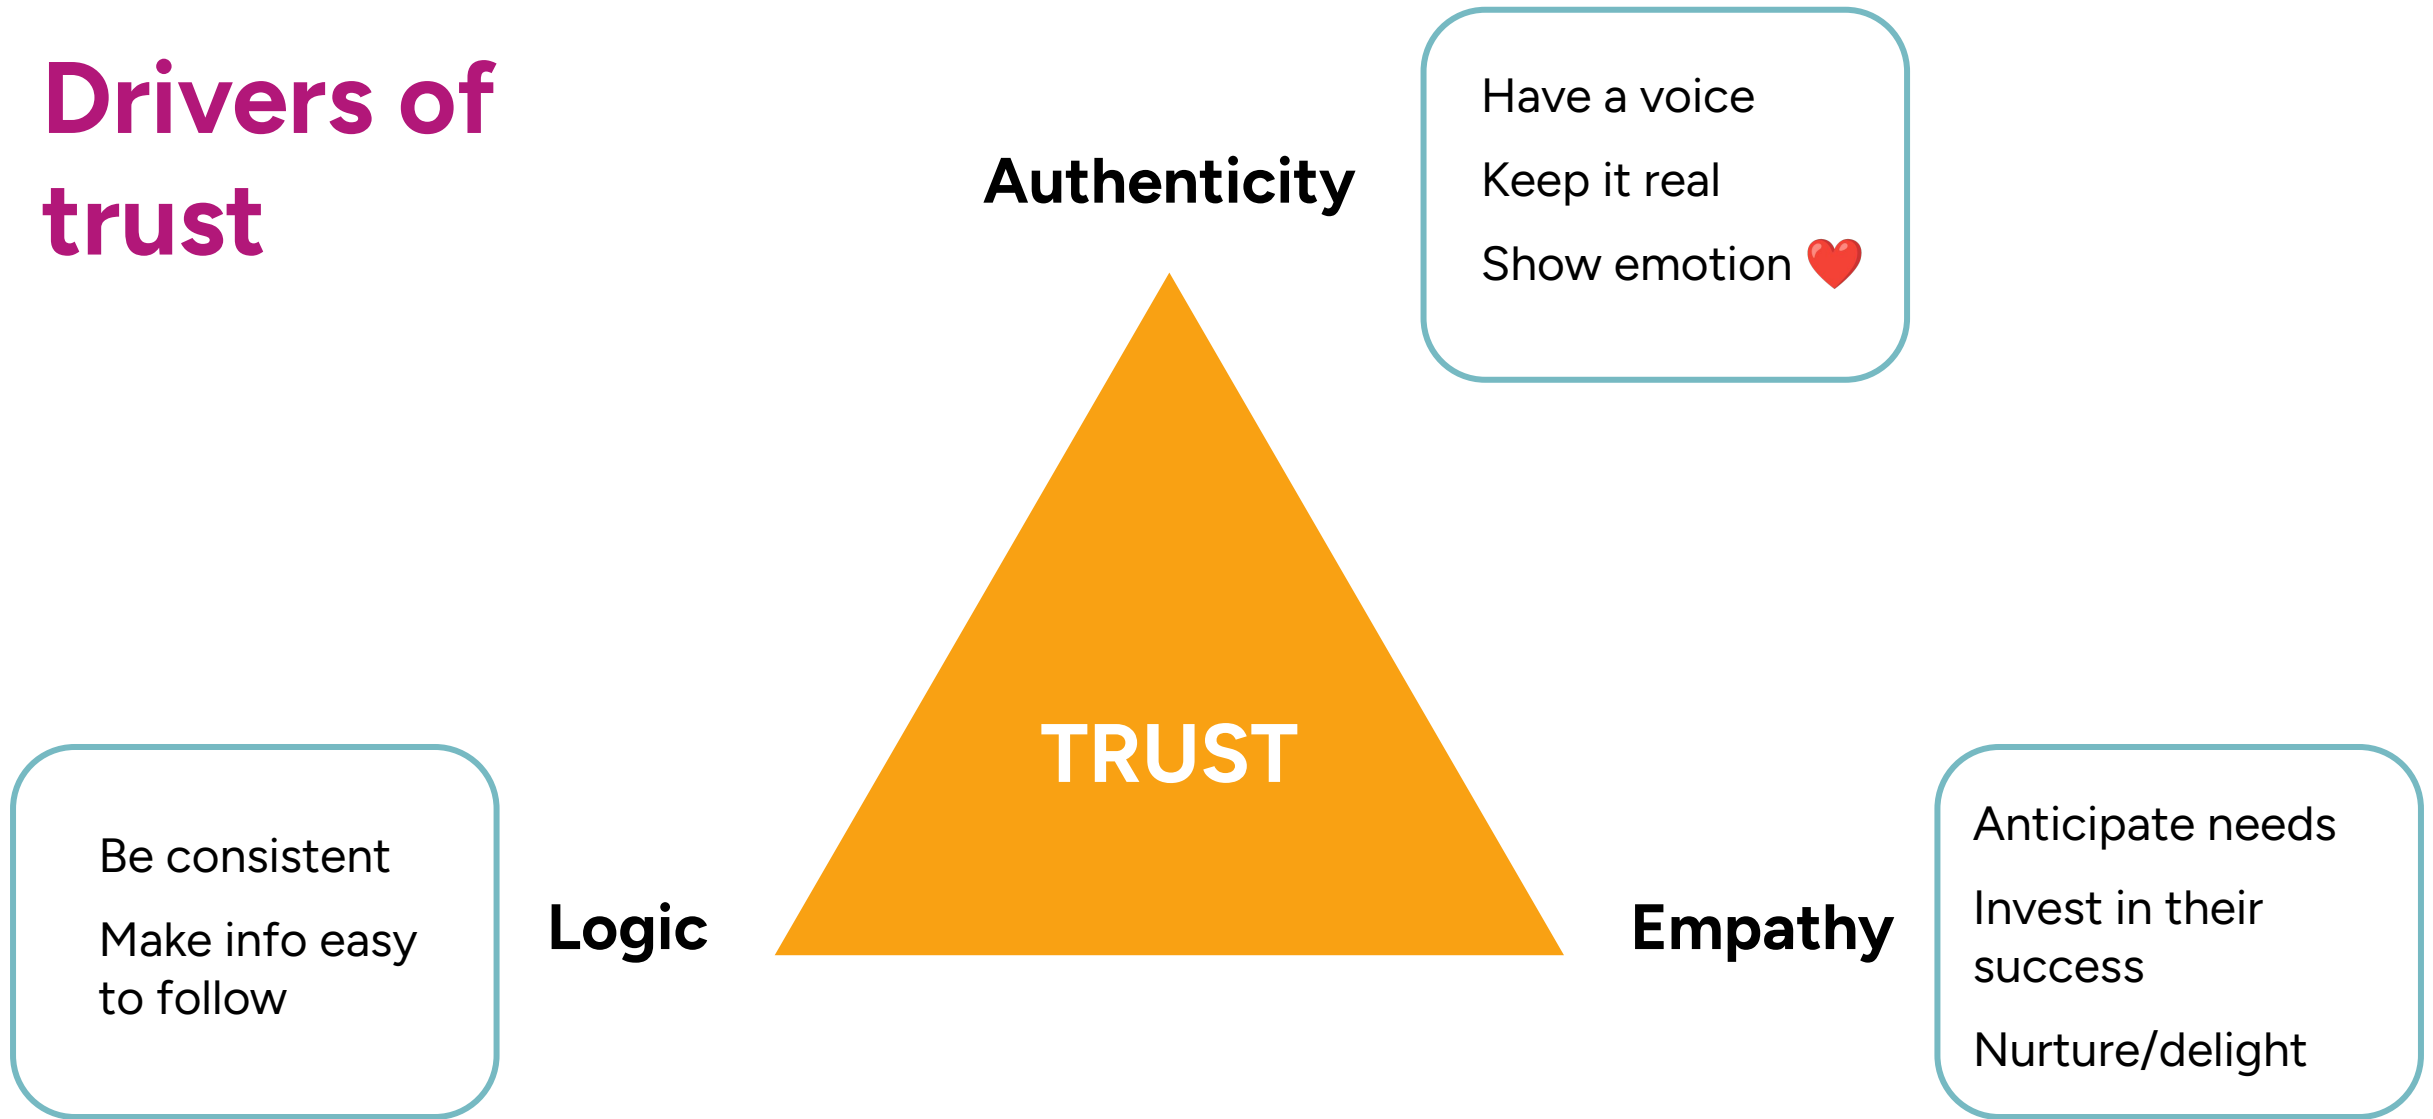 Drivers of
trust
Authenticity
Have a voice
Keep it real
Show emotion ❤️
TRUST
Be consistent
Make info easy
to follow
Logic
Empathy
Anticipate needs
Invest in their
success
Nurture/delight